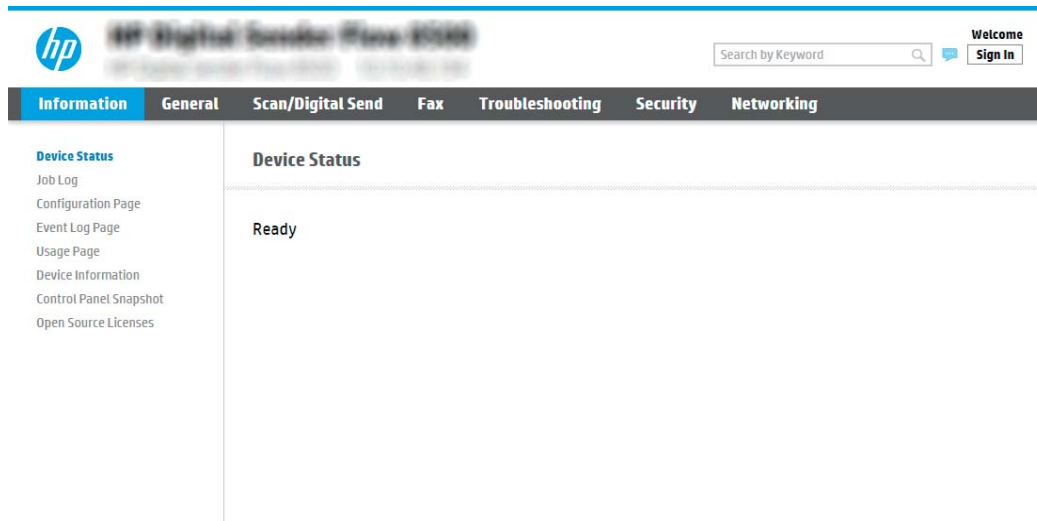 hp
Welcome
Search by Keyword
Sign In
Information General Scan/Digital Send Fax Troubleshooting Security Networking
Device Status
Job Log
Configuration Page
Event Log Page
Usage Page
Device Information
Control Panel Snapshot
Open Source Licenses
Device Status
Ready